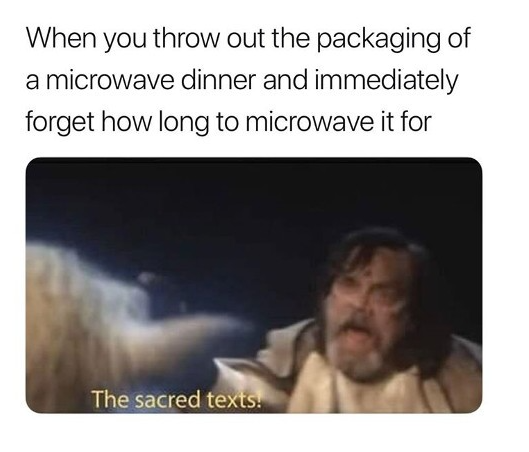 When you throw out the packaging of
a microwave dinner and immediately
forget how long to microwave it for
The sacred texts!